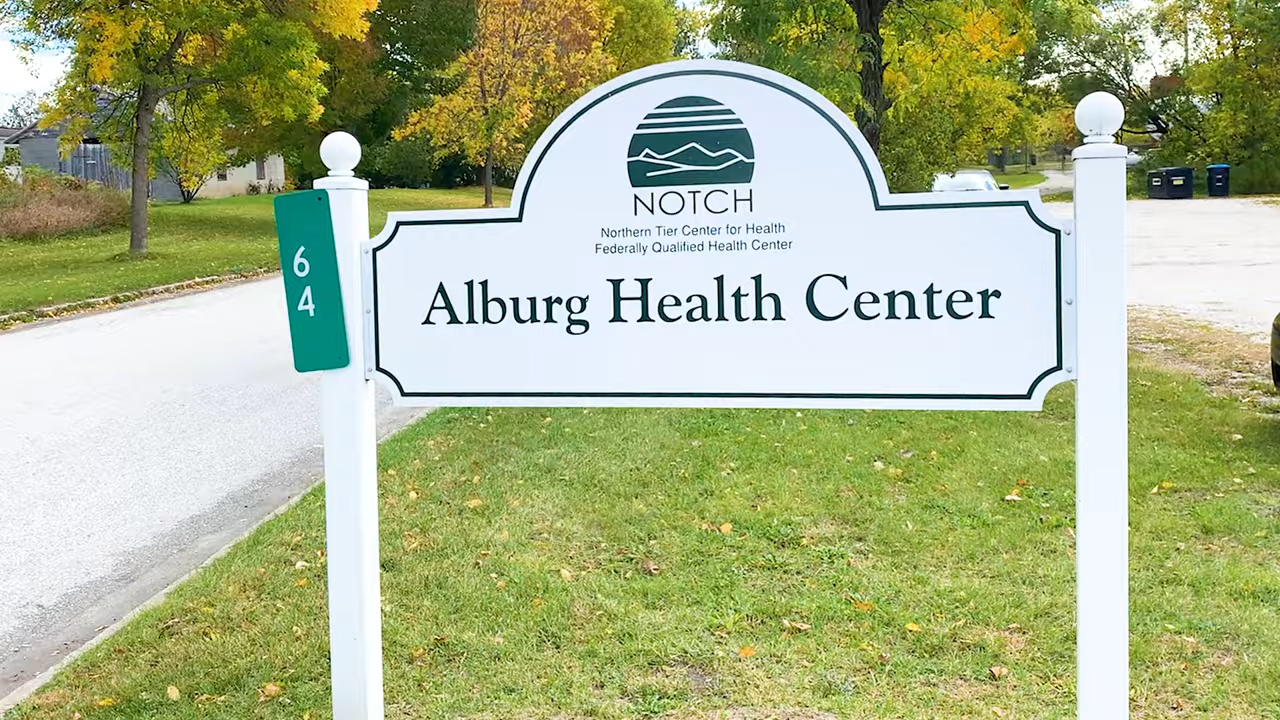 NOTCH
Northern Tier Center for Health
Federally Qualified Health Center
Alburg Health Center
6
4